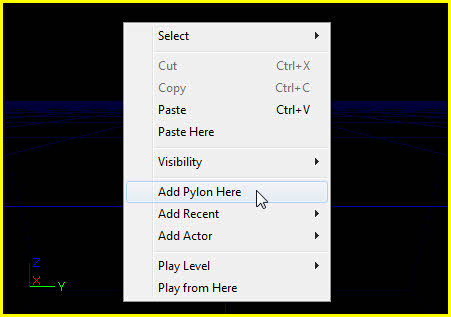 Select
Cut Ctrl+X
Copy Ctrl+C
Paste Ctrl+V
Paste Here
Visibility
Add Pylon Here
Add Recent
Add Actor
Play Level
Play from Here
Z
X
Y